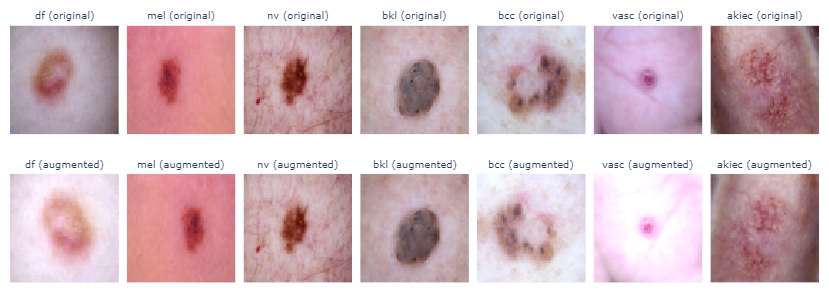 df (original) mel (original) nv (original) bkl (original) bcc (original) vasc (original) akiec (original)
df (augmented) mel (augmented) nv (augmented) bkl (augmented) bcc (augmented) vasc (augmented) akiec (augmented)